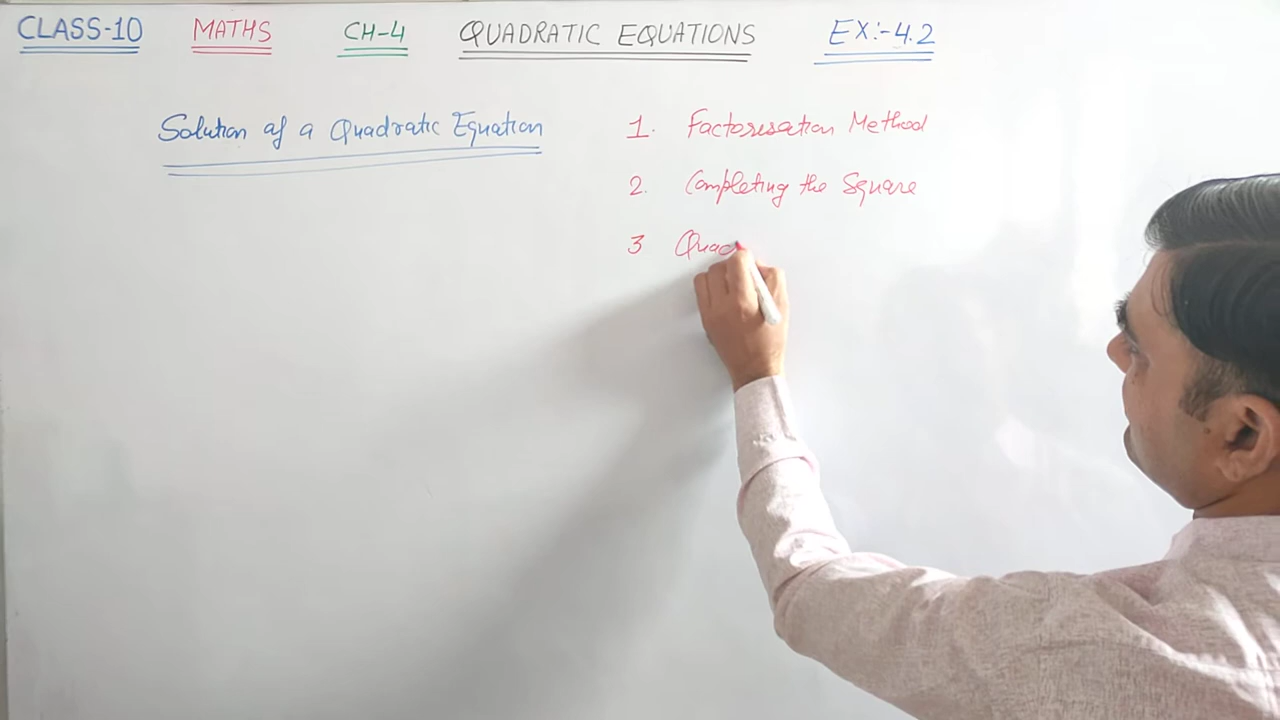 CLASS-10 MATHS CH-4 QUADRATIC EQUATIONS EX:-4.2
Solution of a Quadratic Equation
1. Factorisation Method
2. Completing the Square
3 Quad